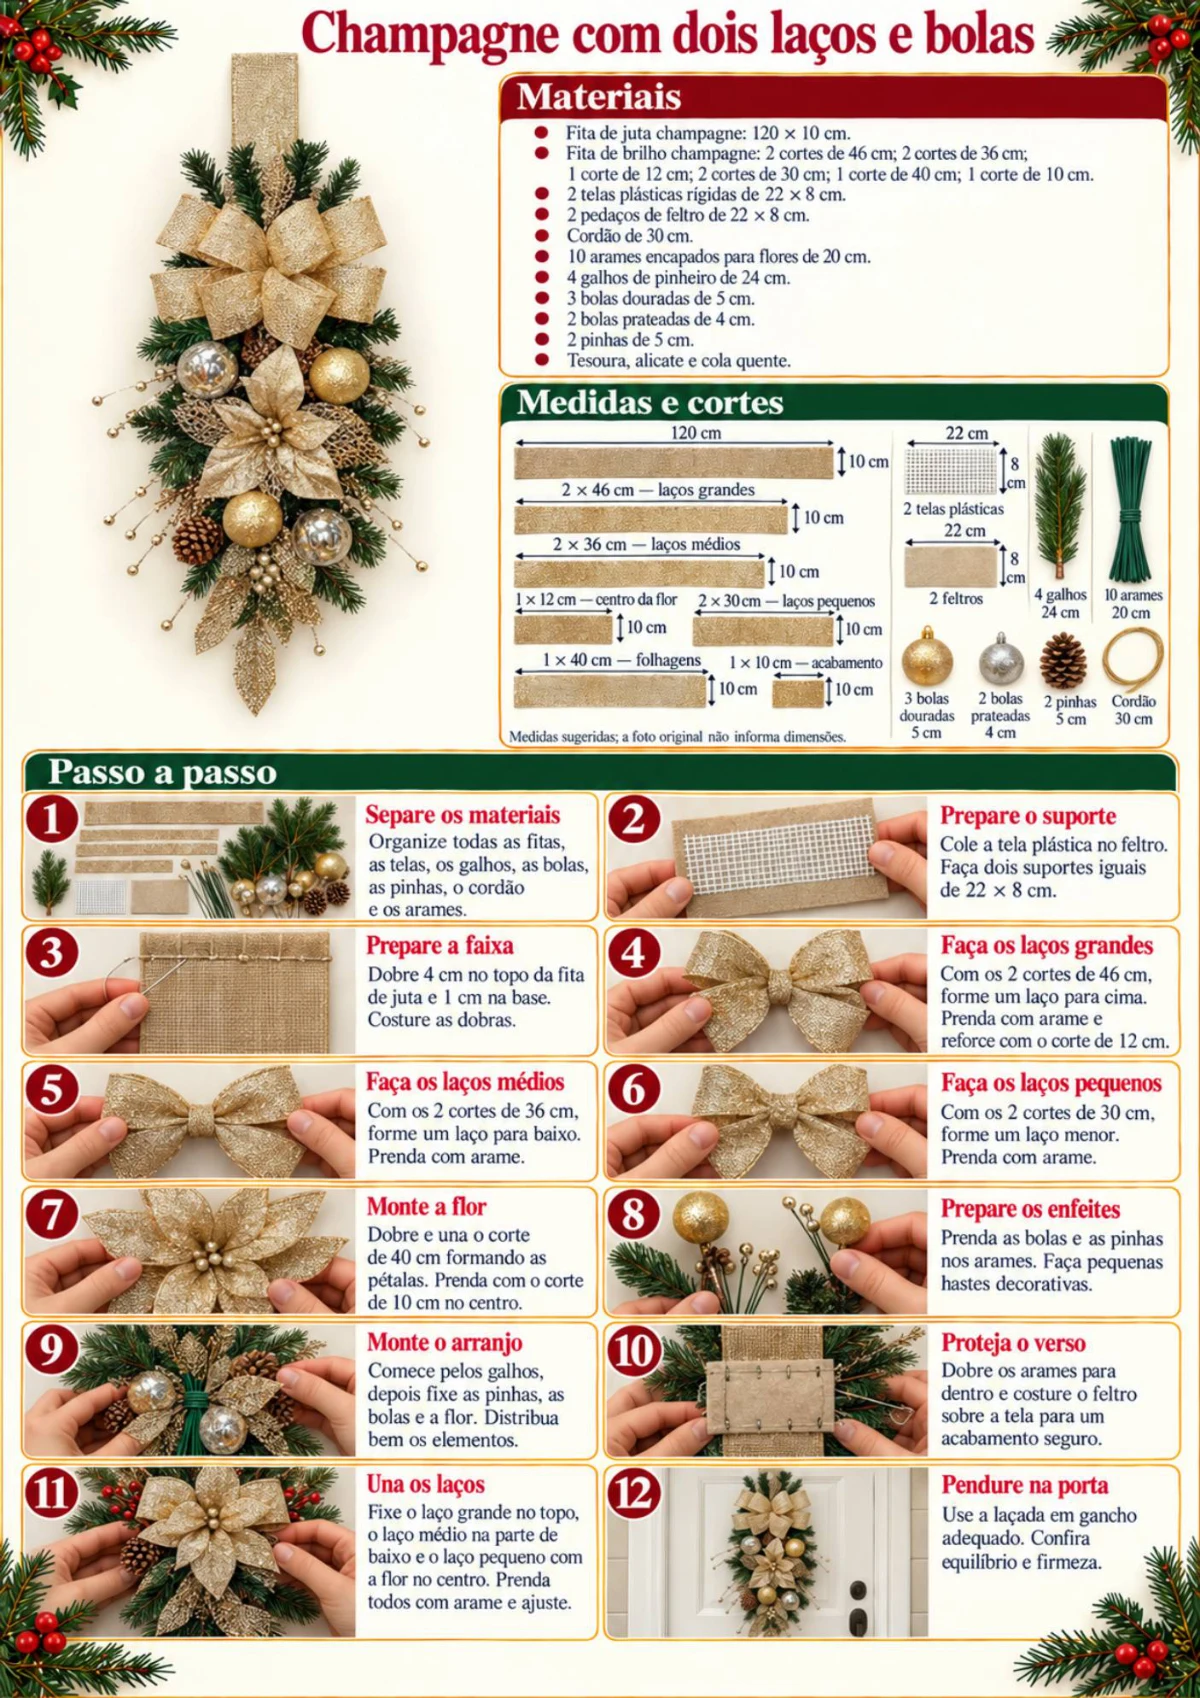 Champagne com dois laços e bolas
Materiais
Fita de juta champagne: 120 × 10 cm.
Fita de brilho champagne: 2 cortes de 46 cm; 2 cortes de 36 cm;
1 corte de 12 cm; 2 cortes de 30 cm; 1 corte de 40 cm; 1 corte de 10 cm.
2 telas plásticas rígidas de 22 × 8 cm.
2 pedaços de feltro de 22 × 8 cm.
Cordão de 30 cm.
10 arames encapados para flores de 20 cm.
4 galhos de pinheiro de 24 cm.
3 bolas douradas de 5 cm.
2 bolas prateadas de 4 cm.
2 pinhas de 5 cm.
Tesoura, alicate e cola quente.
Medidas e cortes
120 cm
10 cm
2 × 46 cm — laços grandes
10 cm
2 × 36 cm — laços médios
10 cm
1 × 12 cm — centro da flor
10 cm
2 × 30 cm — laços pequenos
10 cm
1 × 40 cm — folhagens
10 cm
1 × 10 cm — acabamento
10 cm
Medidas sugeridas; a foto original não informa dimensões.
22 cm
8
cm
2 telas plásticas
22 cm
8
cm
2 feltros
4 galhos
24 cm
10 arames
20 cm
3 bolas
douradas
5 cm
2 bolas
prateadas
4 cm
2 pinhas
5 cm
Cordão
30 cm
Passo a passo
1
Separe os materiais
Organize todas as fitas,
as telas, os galhos, as bolas,
as pinhas, o cordão
e os arames.
2
Prepare o suporte
Cole a tela plástica no feltro.
Faça dois suportes iguais
de 22 × 8 cm.
3
Prepare a faixa
Dobre 4 cm no topo da fita
de juta e 1 cm na base.
Costure as dobras.
4
Faça os laços grandes
Com os 2 cortes de 46 cm,
forme um laço para cima.
Prenda com arame e
reforce com o corte de 12 cm.
5
Faça os laços médios
Com os 2 cortes de 36 cm,
forme um laço para baixo.
Prenda com arame.
6
Faça os laços pequenos
Com os 2 cortes de 30 cm,
forme um laço menor.
Prenda com arame.
7
Monte a flor
Dobre e una o corte
de 40 cm formando as
pétalas. Prenda com o corte
de 10 cm no centro.
8
Prepare os enfeites
Prenda as bolas e as pinhas
nos arames. Faça pequenas
hastes decorativas.
9
Monte o arranjo
Comece pelos galhos,
depois fixe as pinhas, as
bolas e a flor. Distribua
bem os elementos.
10
Proteja o verso
Dobre os arames para
dentro e costure o feltro
sobre a tela para um
acabamento seguro.
11
Una os laços
Fixe o laço grande no topo,
o laço médio na parte de
baixo e o laço pequeno com
a flor no centro. Prenda
todos com arame e ajuste.
12
Pendure na porta
Use a laçada em gancho
adequado. Confira
equilíbrio e firmeza.